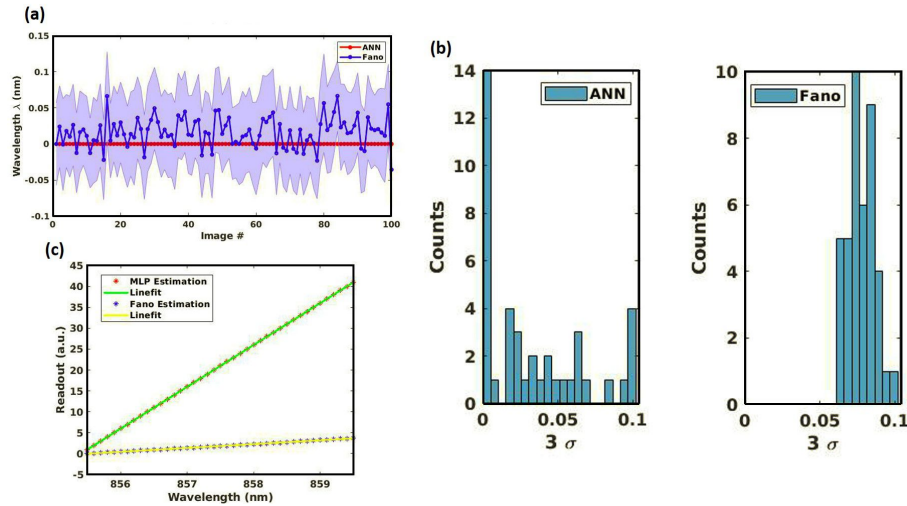 (a)
0.15
0.1
0.05
0
-0.05
-0.1
Wavelength λ (nm)
ANN
Fano
0 20 40 60 80 100
Image #
(b)
14
12
10
8
6
4
2
0
Counts
ANN
0 0.05 0.1
3 σ
10
8
6
4
2
0
Counts
Fano
0 0.05 0.1
3 σ
(c)
45
40
35
30
25
20
15
10
5
0
-5
Readout (a.u.)
MLP Estimation
Linefit
Fano Estimation
Linefit
856 857 858 859
Wavelength (nm)